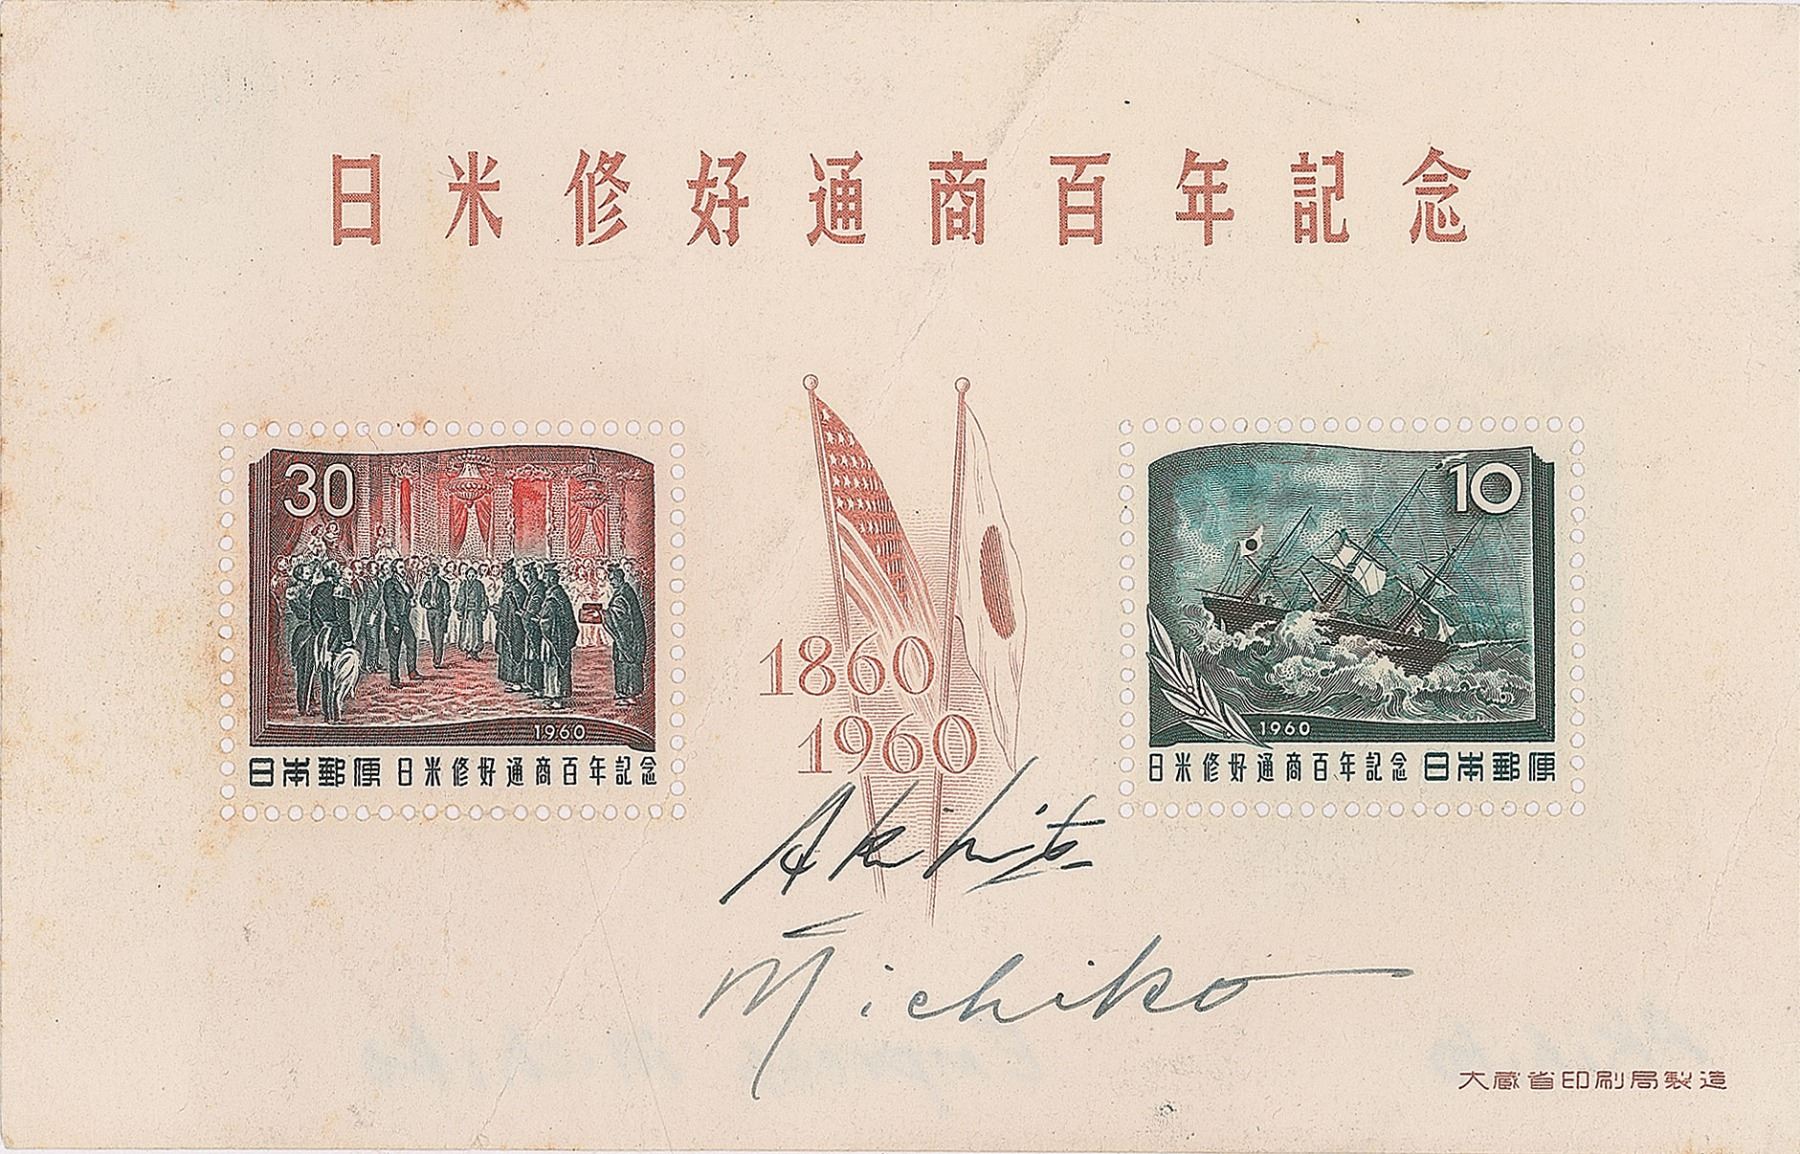 日米修好通商百年記念
30
1960
日本郵便 日米修好通商百年記念
1860
1960
10
1960
日米修好通商百年記念 日本郵便
Akihito
Michiko
大蔵省印刷局製造